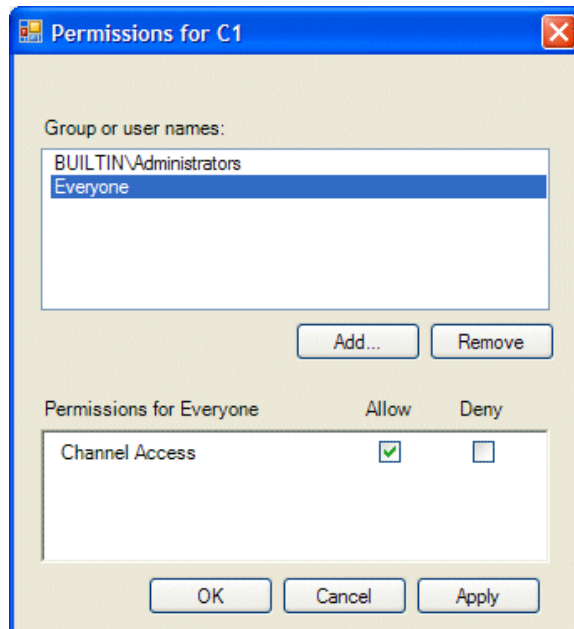 Permissions for C1
Group or user names:
BUILTIN\Administrators
Everyone
Add... Remove
Permissions for Everyone Allow Deny
Channel Access
OK Cancel Apply